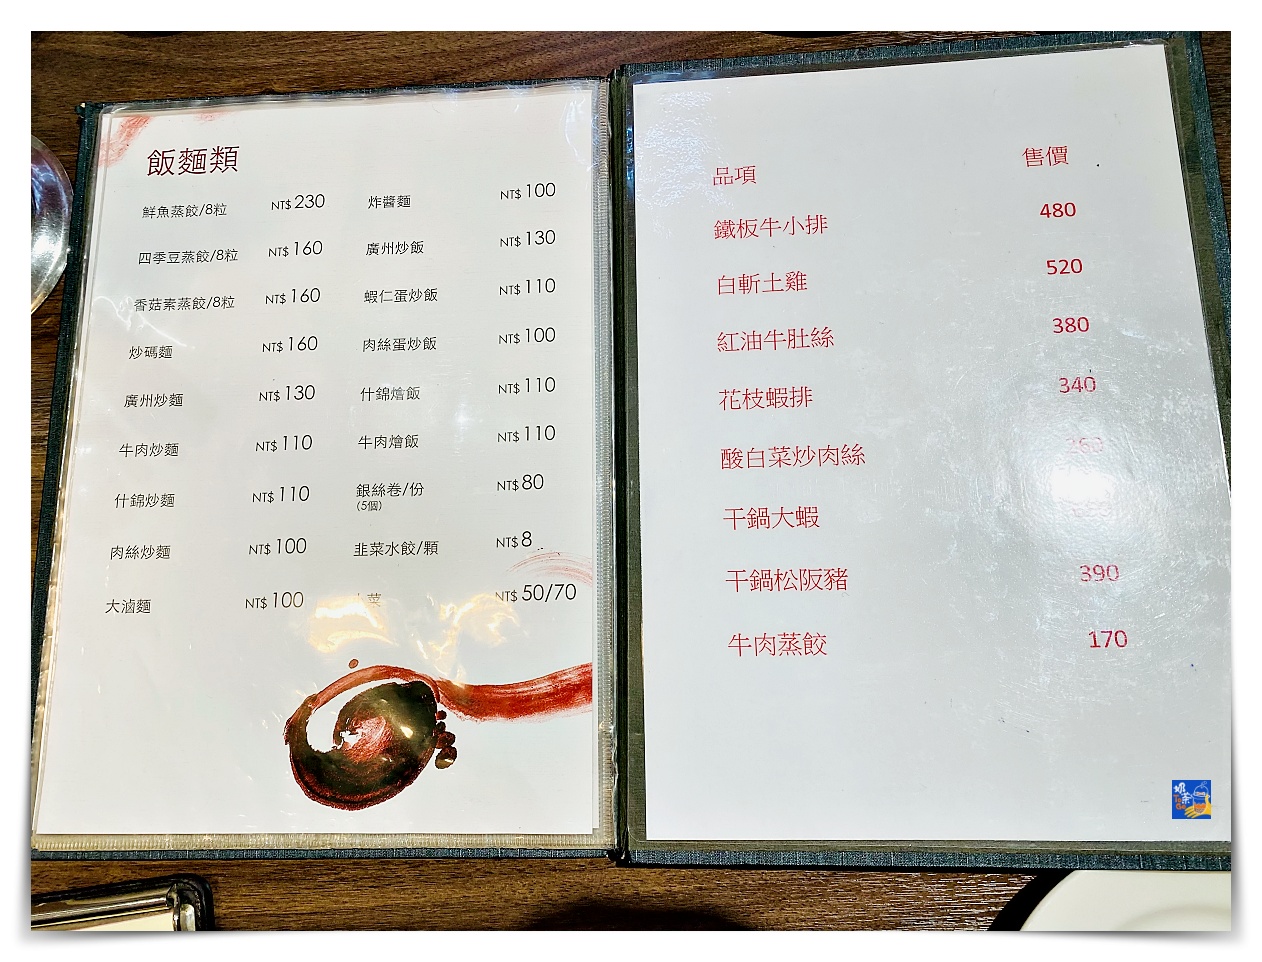 飯麵類
鮮魚蒸餃/8粒 NT$ 230
四季豆蒸餃/8粒 NT$ 160
香菇素蒸餃/8粒 NT$ 160
炒碼麵 NT$ 160
廣州炒麵 NT$ 130
牛肉炒麵 NT$ 110
什錦炒麵 NT$ 110
肉絲炒麵 NT$ 100
大滷麵 NT$ 100
炸醬麵 NT$ 100
廣州炒飯 NT$ 130
蝦仁蛋炒飯 NT$ 110
肉絲蛋炒飯 NT$ 100
什錦燴飯 NT$ 110
牛肉燴飯 NT$ 110
銀絲卷/份 NT$ 80
(5個)
韭菜水餃/顆 NT$ 8
菜 NT$ 50/70
品項 售價
鐵板牛小排 480
白斬土雞 520
紅油牛肚絲 380
花枝蝦排 340
酸白菜炒肉絲
干鍋大蝦
干鍋松阪豬 390
牛肉蒸餃 170